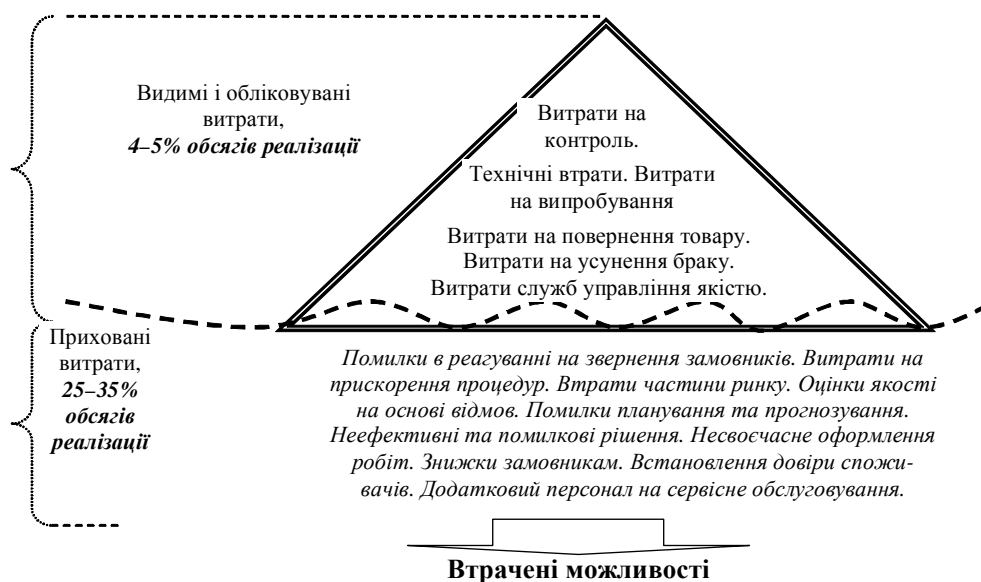 Видимі і обліковувані
витрати,
4–5% обсягів реалізації
Витрати на
контроль.
Технічні втрати. Витрати
на випробування
Витрати на повернення товару.
Витрати на усунення браку.
Витрати служб управління якістю.
Приховані
витрати,
25–35%
обсягів
реалізації
Помилки в реагуванні на звернення замовників. Витрати на
прискорення процедур. Втрати частини ринку. Оцінки якості
на основі відмов. Помилки планування та прогнозування.
Неефективні та помилкові рішення. Несвоєчасне оформлення
робіт. Знижки замовникам. Встановлення довіри спожи-
вачів. Додатковий персонал на сервісне обслуговування.
Втрачені можливості